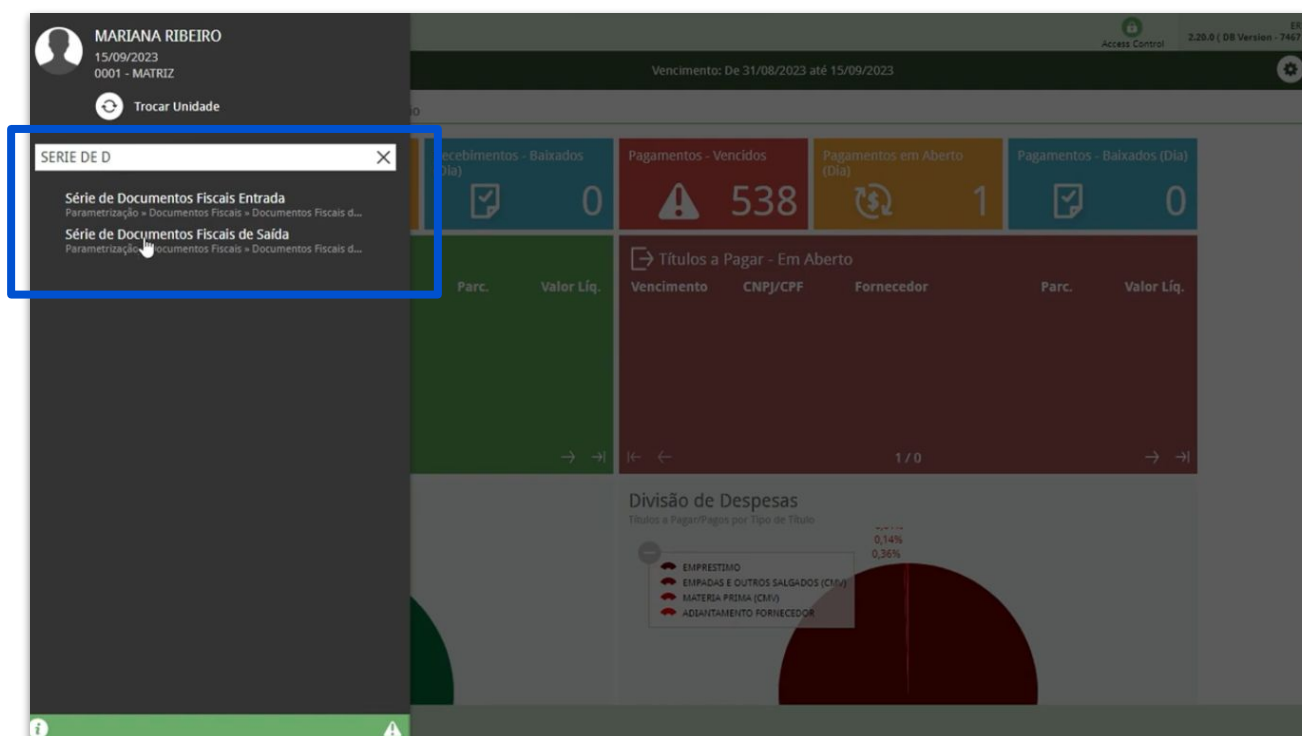 MARIANA RIBEIRO
15/09/2023
0001 - MATRIZ
Trocar Unidade
SERIE DE D
Série de Documentos Fiscais Entrada
Parametrização » Documentos Fiscais » Documentos Fiscais d...
Série de Documentos Fiscais de Saída
Parametrização » Documentos Fiscais » Documentos Fiscais d...
Access Control
ER
2.20.0 ( DB Version - 7467
Vencimento: De 31/08/2023 até 15/09/2023
ecebimentos - Baixados
Dia)
0
Pagamentos - Vencidos
538
Pagamentos em Aberto
(Dia)
1
Pagamentos - Baixados (Dia)
0
Parc. Valor Líq.
Títulos a Pagar - Em Aberto
Vencimento CNPJ/CPF Fornecedor Parc. Valor Líq.
1 / 0
Divisão de Despesas
Títulos a Pagar/Pagos por Tipo de Título
0,14%
0,36%
EMPRESTIMO
EMPADAS E OUTROS SALGADOS (CMV)
MATERIA PRIMA (CMV)
ADIANTAMENTO FORNECEDOR